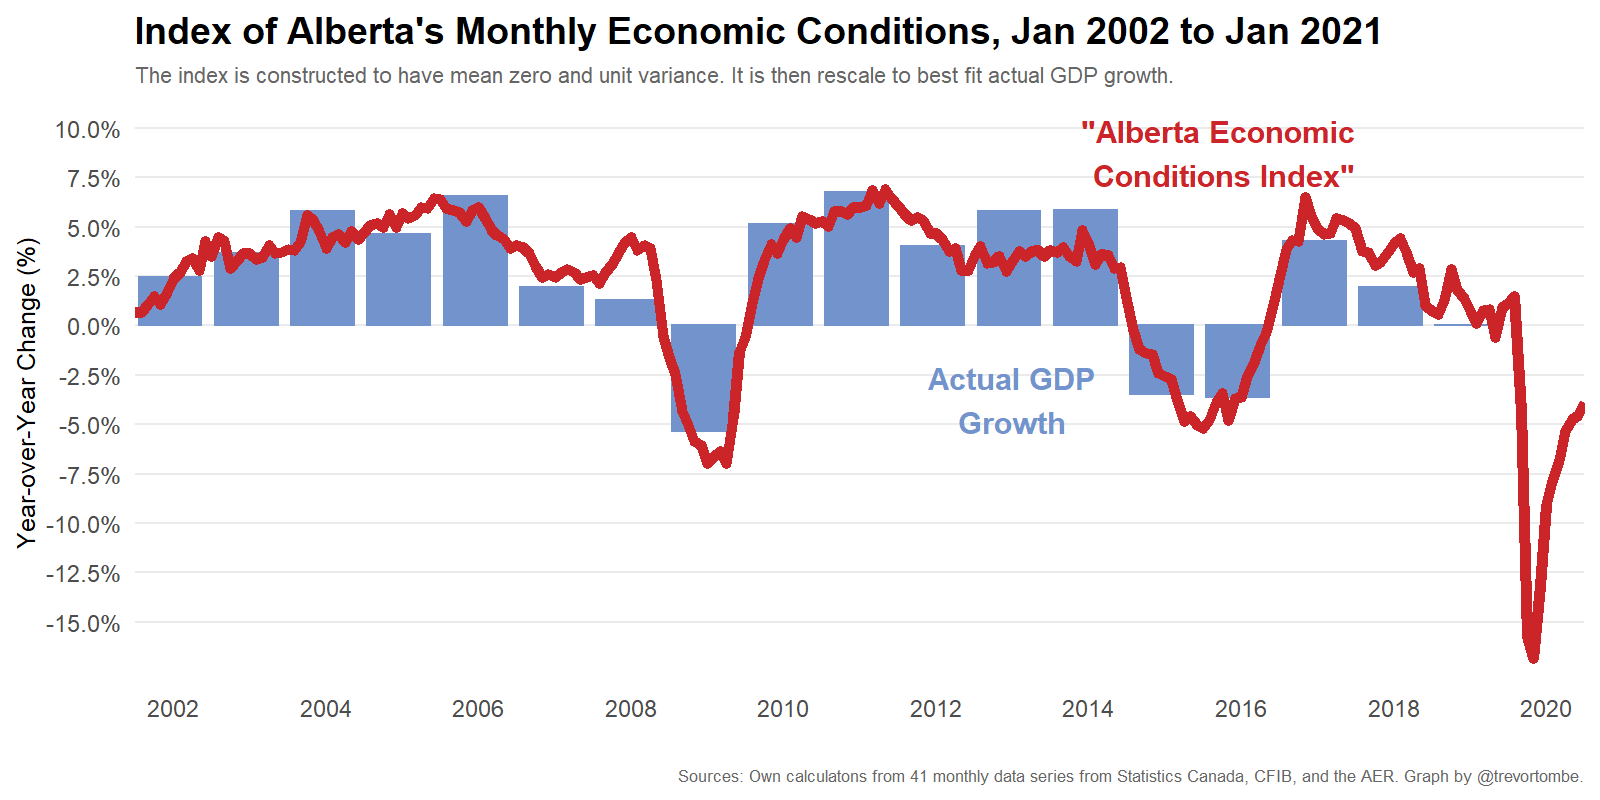 Index of Alberta's Monthly Economic Conditions, Jan 2002 to Jan 2021
The index is constructed to have mean zero and unit variance. It is then rescale to best fit actual GDP growth.
Year-over-Year Change (%)
10.0%
7.5%
5.0%
2.5%
0.0%
-2.5%
-5.0%
-7.5%
-10.0%
-12.5%
-15.0%
"Alberta Economic
Conditions Index"
Actual GDP
Growth
2002
2004
2006
2008
2010
2012
2014
2016
2018
2020
Sources: Own calculatons from 41 monthly data series from Statistics Canada, CFIB, and the AER. Graph by @trevortombe.